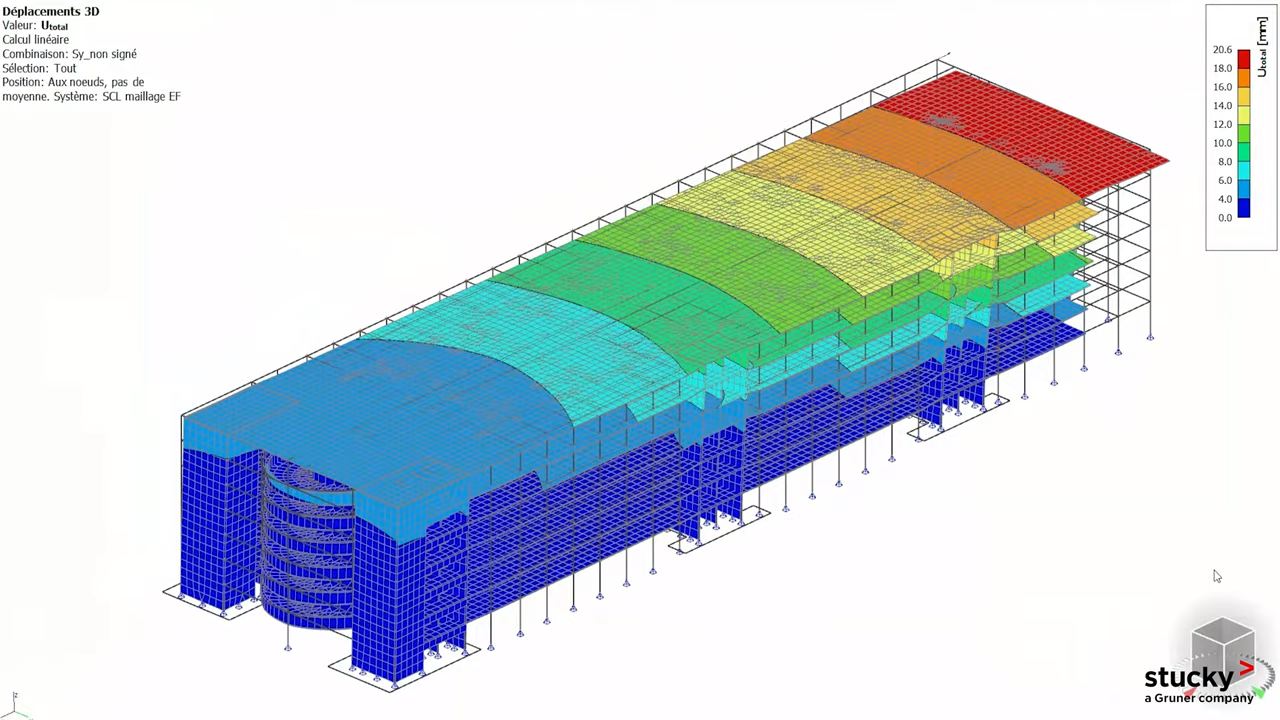 Déplacements 3D
Valeur: Utotal
Calcul linéaire
Combinaison: Sy_non signé
Sélection: Tout
Position: Aux noeuds, pas de
moyenne. Système: SCL maillage EF
Utotal [mm]
20.6
18.0
16.0
14.0
12.0
10.0
8.0
6.0
4.0
0.0
z
stucky>
a Gruner company